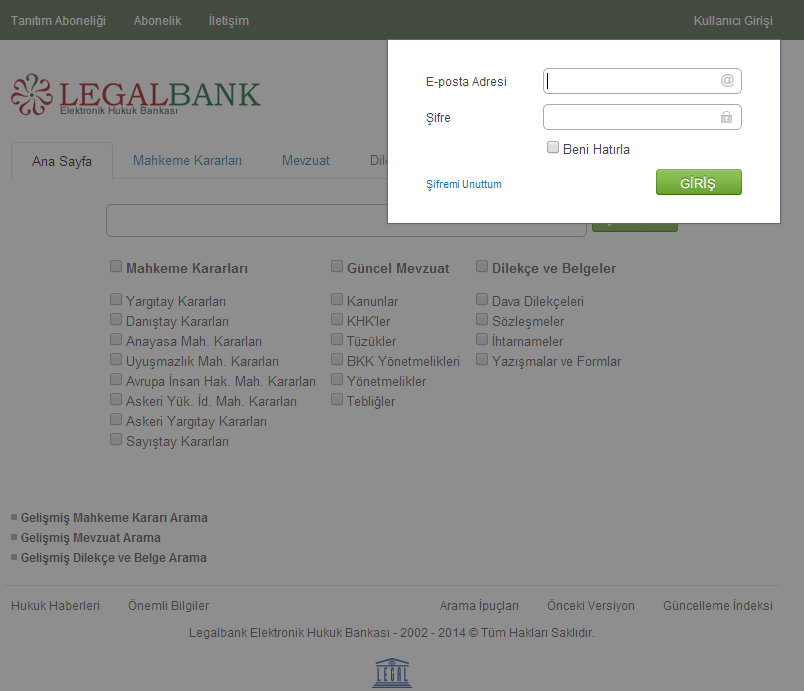 Tanıtım Aboneliği Abonelik İletişim Kullanıcı Girişi
E-posta Adresi @
LEGALBANK
Elektronik Hukuk Bankası
Şifre
Beni Hatırla
Şifremi Unuttum GİRİŞ
Ana Sayfa Mahkeme Kararları Mevzuat
Mahkeme Kararları Güncel Mevzuat Dilekçe ve Belgeler
Yargıtay Kararları Kanunlar Dava Dilekçeleri
Danıştay Kararları KHK'ler Sözleşmeler
Anayasa Mah. Kararları Tüzükler İhtarnameler
Uyuşmazlık Mah. Kararları BKK Yönetmelikleri Yazışmalar ve Formlar
Avrupa İnsan Hak. Mah. Kararları Yönetmelikler
Askeri Yük. İd. Mah. Kararları Tebliğler
Askeri Yargıtay Kararları
Sayıştay Kararları
Gelişmiş Mahkeme Kararı Arama
Gelişmiş Mevzuat Arama
Gelişmiş Dilekçe ve Belge Arama
Hukuk Haberleri Önemli Bilgiler Arama İpuçları Önceki Versiyon Güncelleme İndeksi
Legalbank Elektronik Hukuk Bankası - 2002 - 2014 © Tüm Hakları Saklıdır.
LEGAL